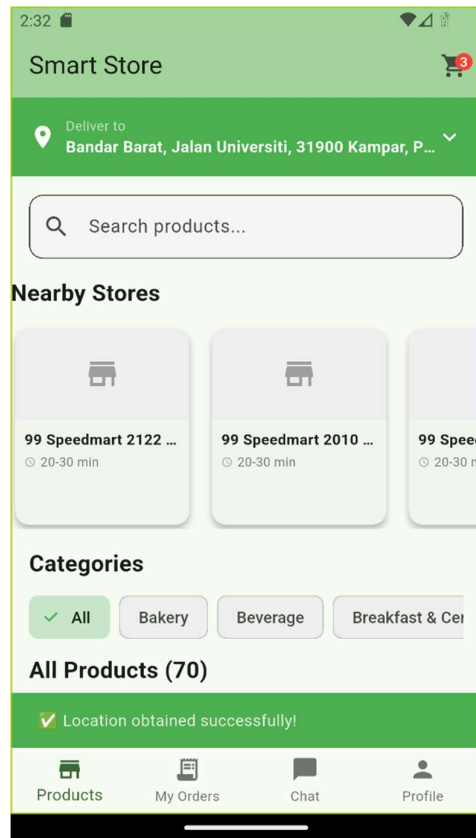 2:32
Smart Store
3
Deliver to
Bandar Barat, Jalan Universiti, 31900 Kampar, P...
Search products...
Nearby Stores
99 Speedmart 2122 ...
99 Speedmart 2010 ...
99 Spee
20-30 min
20-30 min
20-30 m
Categories
All
Bakery
Beverage
Breakfast & Cer
All Products (70)
Location obtained successfully!
Products
My Orders
Chat
Profile